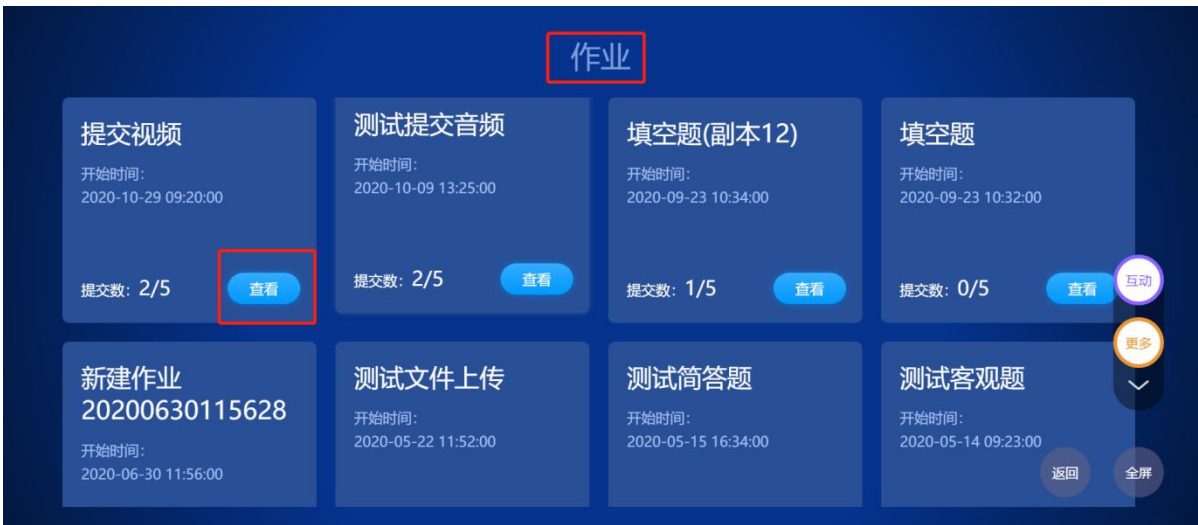 作业
提交视频
开始时间：
2020-10-29 09:20:00
提交数：2/5
查看
测试提交音频
开始时间：
2020-10-09 13:25:00
提交数：2/5
查看
填空题(副本12)
开始时间：
2020-09-23 10:34:00
提交数：1/5
查看
填空题
开始时间：
2020-09-23 10:32:00
提交数：0/5
查看
互动
更多
新建作业
20200630115628
开始时间：
2020-06-30 11:56:00
测试文件上传
开始时间：
2020-05-22 11:52:00
测试简答题
开始时间：
2020-05-15 16:34:00
测试客观题
开始时间：
2020-05-14 09:23:00
返回
全屏